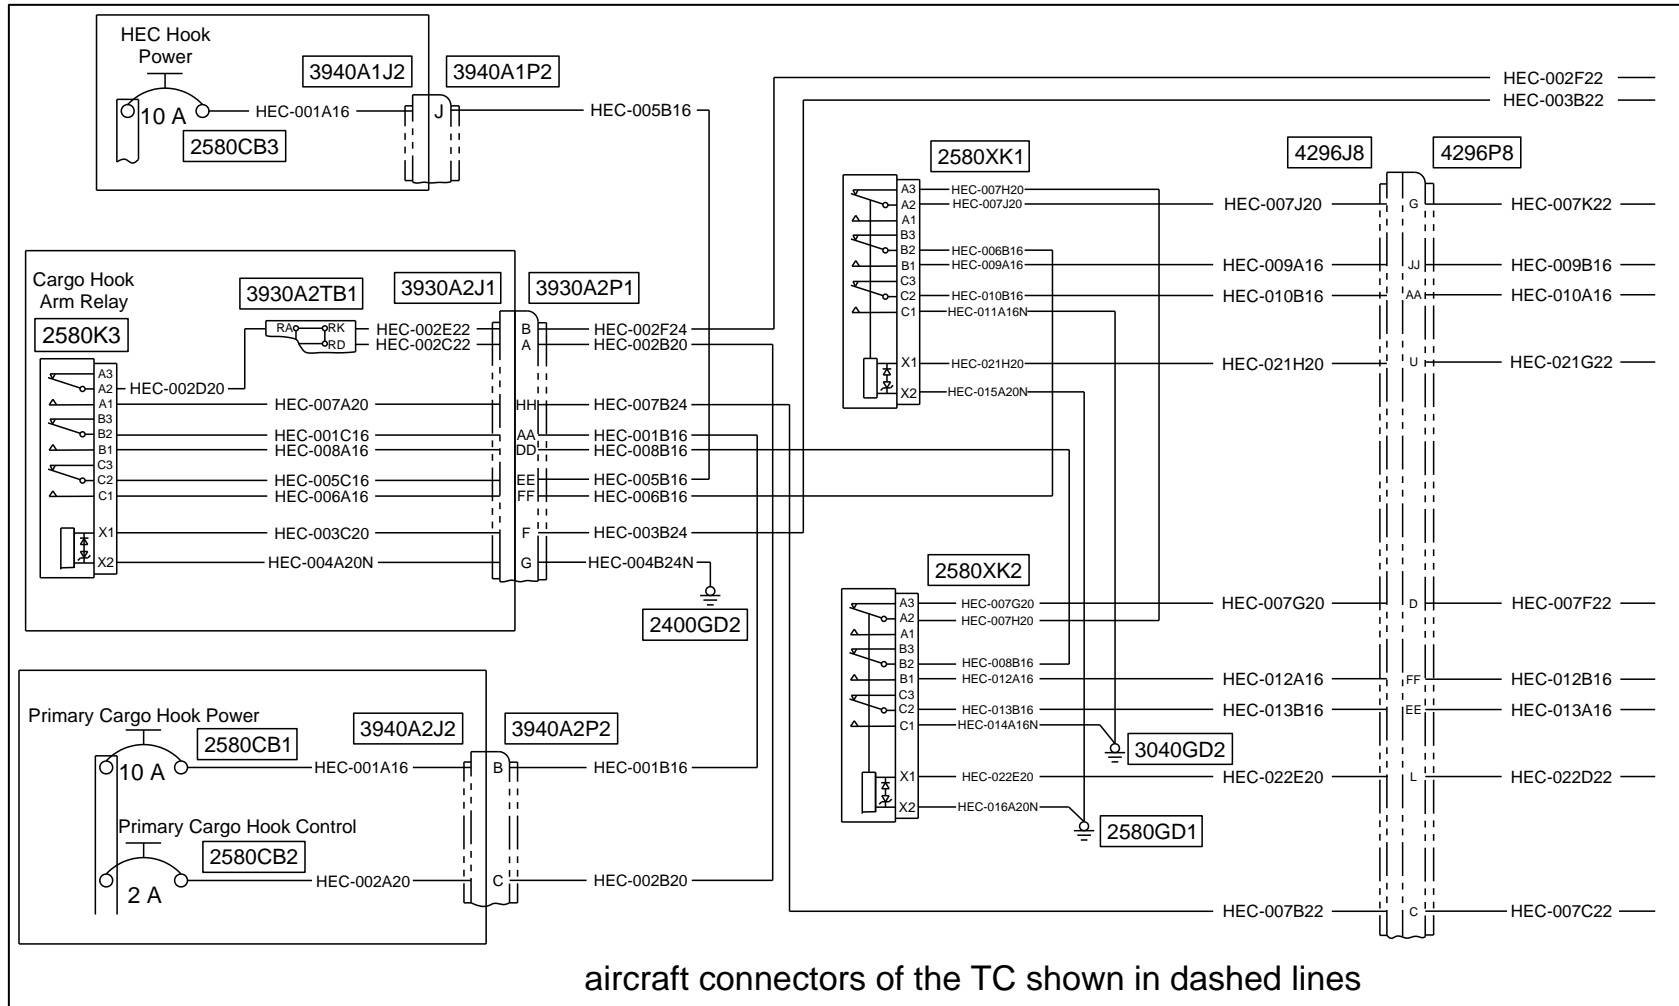 HEC Hook
Power
10 A
2580CB3
HEC-001A16
3940A1J2
3940A1P2
J
HEC-005B16
HEC-002F22
HEC-003B22
Cargo Hook
Arm Relay
2580K3
3930A2TB1
3930A2J1
3930A2P1
RA
RK
RD
HEC-002E22
B
HEC-002F24
HEC-002C22
A
HEC-002B20
A3
A2
HEC-002D20
A1
HEC-007A20
HH
HEC-007B24
B3
B2
HEC-001C16
AA
HEC-001B16
B1
HEC-008A16
DD
HEC-008B16
C3
C2
HEC-005C16
EE
HEC-005B16
C1
HEC-006A16
FF
HEC-006B16
X1
HEC-003C20
F
HEC-003B24
X2
HEC-004A20N
G
HEC-004B24N
2400GD2
Primary Cargo Hook Power
10 A
2580CB1
3940A2J2
3940A2P2
HEC-001A16
B
HEC-001B16
Primary Cargo Hook Control
2 A
2580CB2
HEC-002A20
C
HEC-002B20
2580XK1
4296J8
4296P8
A3
HEC-007H20
A2
HEC-007J20
HEC-007J20
G
HEC-007K22
A1
B3
B2
HEC-006B16
B1
HEC-009A16
HEC-009A16
JJ
HEC-009B16
C3
C2
HEC-010B16
HEC-010B16
AA
HEC-010A16
C1
HEC-011A16N
X1
HEC-021H20
HEC-021H20
U
HEC-021G22
X2
HEC-015A20N
2580XK2
A3
HEC-007G20
HEC-007G20
D
HEC-007F22
A2
HEC-007H20
A1
B3
B2
HEC-008B16
B1
HEC-012A16
HEC-012A16
FF
HEC-012B16
C3
C2
HEC-013B16
HEC-013B16
EE
HEC-013A16
C1
HEC-014A16N
3040GD2
X1
HEC-022E20
HEC-022E20
L
HEC-022D22
X2
HEC-016A20N
2580GD1
HEC-007B22
C
HEC-007C22
aircraft connectors of the TC shown in dashed lines